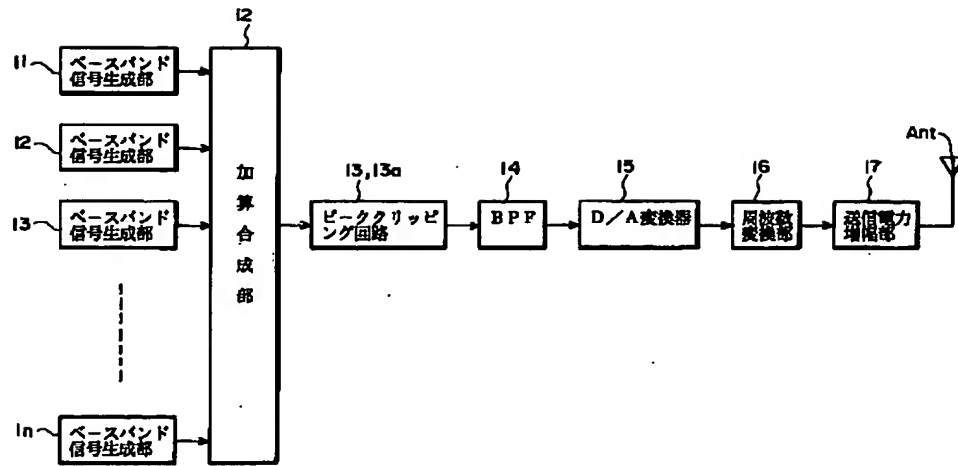 12
11
ベースバンド
信号生成部
12
ベースバンド
信号生成部
13
ベースバンド
信号生成部
1n
ベースバンド
信号生成部
加算合成部
13,13a
ピーククリッピ
ング回路
14
BPF
15
D/A変換器
16
周波数
変換部
17
送信電力
増幅部
Ant